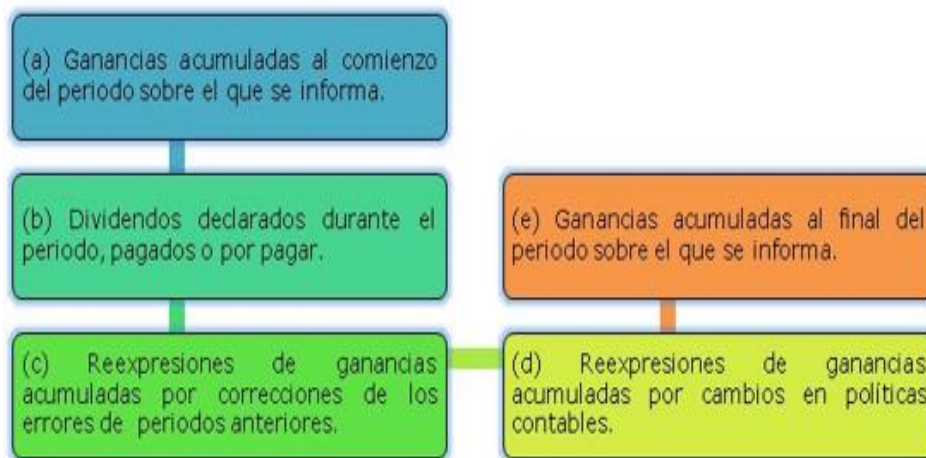 (a) Ganancias acumuladas al comienzo
del periodo sobre el que se informa.
(b) Dividendos declarados durante el
periodo, pagados o por pagar.
(c) Reexpresiones de ganancias
acumuladas por correcciones de los
errores de periodos anteriores.
(d) Reexpresiones de ganancias
acumuladas por cambios en políticas
contables.
(e) Ganancias acumuladas al final del
periodo sobre el que se informa.